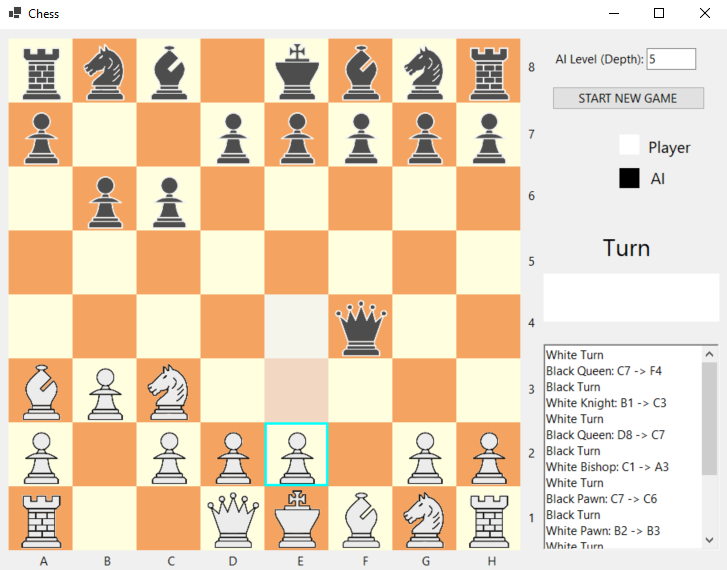 Chess
AI Level (Depth): 5
START NEW GAME
Player
AI
Turn
8
7
6
5
4
3
2
1
A B C D E F G H
White Turn
Black Queen: C7 -> F4
Black Turn
White Knight: B1 -> C3
White Turn
Black Queen: D8 -> C7
Black Turn
White Bishop: C1 -> A3
White Turn
Black Pawn: C7 -> C6
Black Turn
White Pawn: B2 -> B3
White Turn